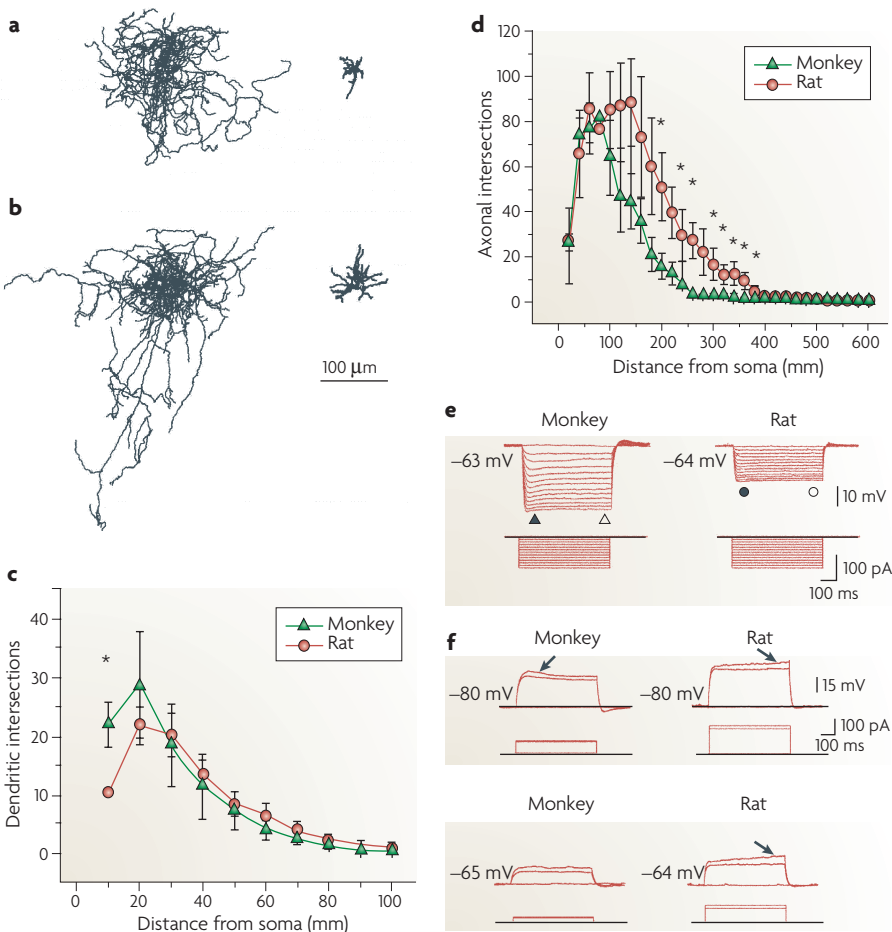 a
b
100 μm
c
Dendritic intersections
40
30
20
10
0
Monkey
Rat
*
0
20
40
60
80
100
Distance from soma (mm)
d
Axonal intersections
120
100
80
60
40
20
0
Monkey
Rat
*
*
*
*
*
*
*
*
0
100
200
300
400
500
600
Distance from soma (mm)
e
Monkey
Rat
–63 mV
–64 mV
10 mV
100 pA
100 ms
f
Monkey
Rat
–80 mV
–80 mV
15 mV
100 pA
100 ms
Monkey
Rat
–65 mV
–64 mV